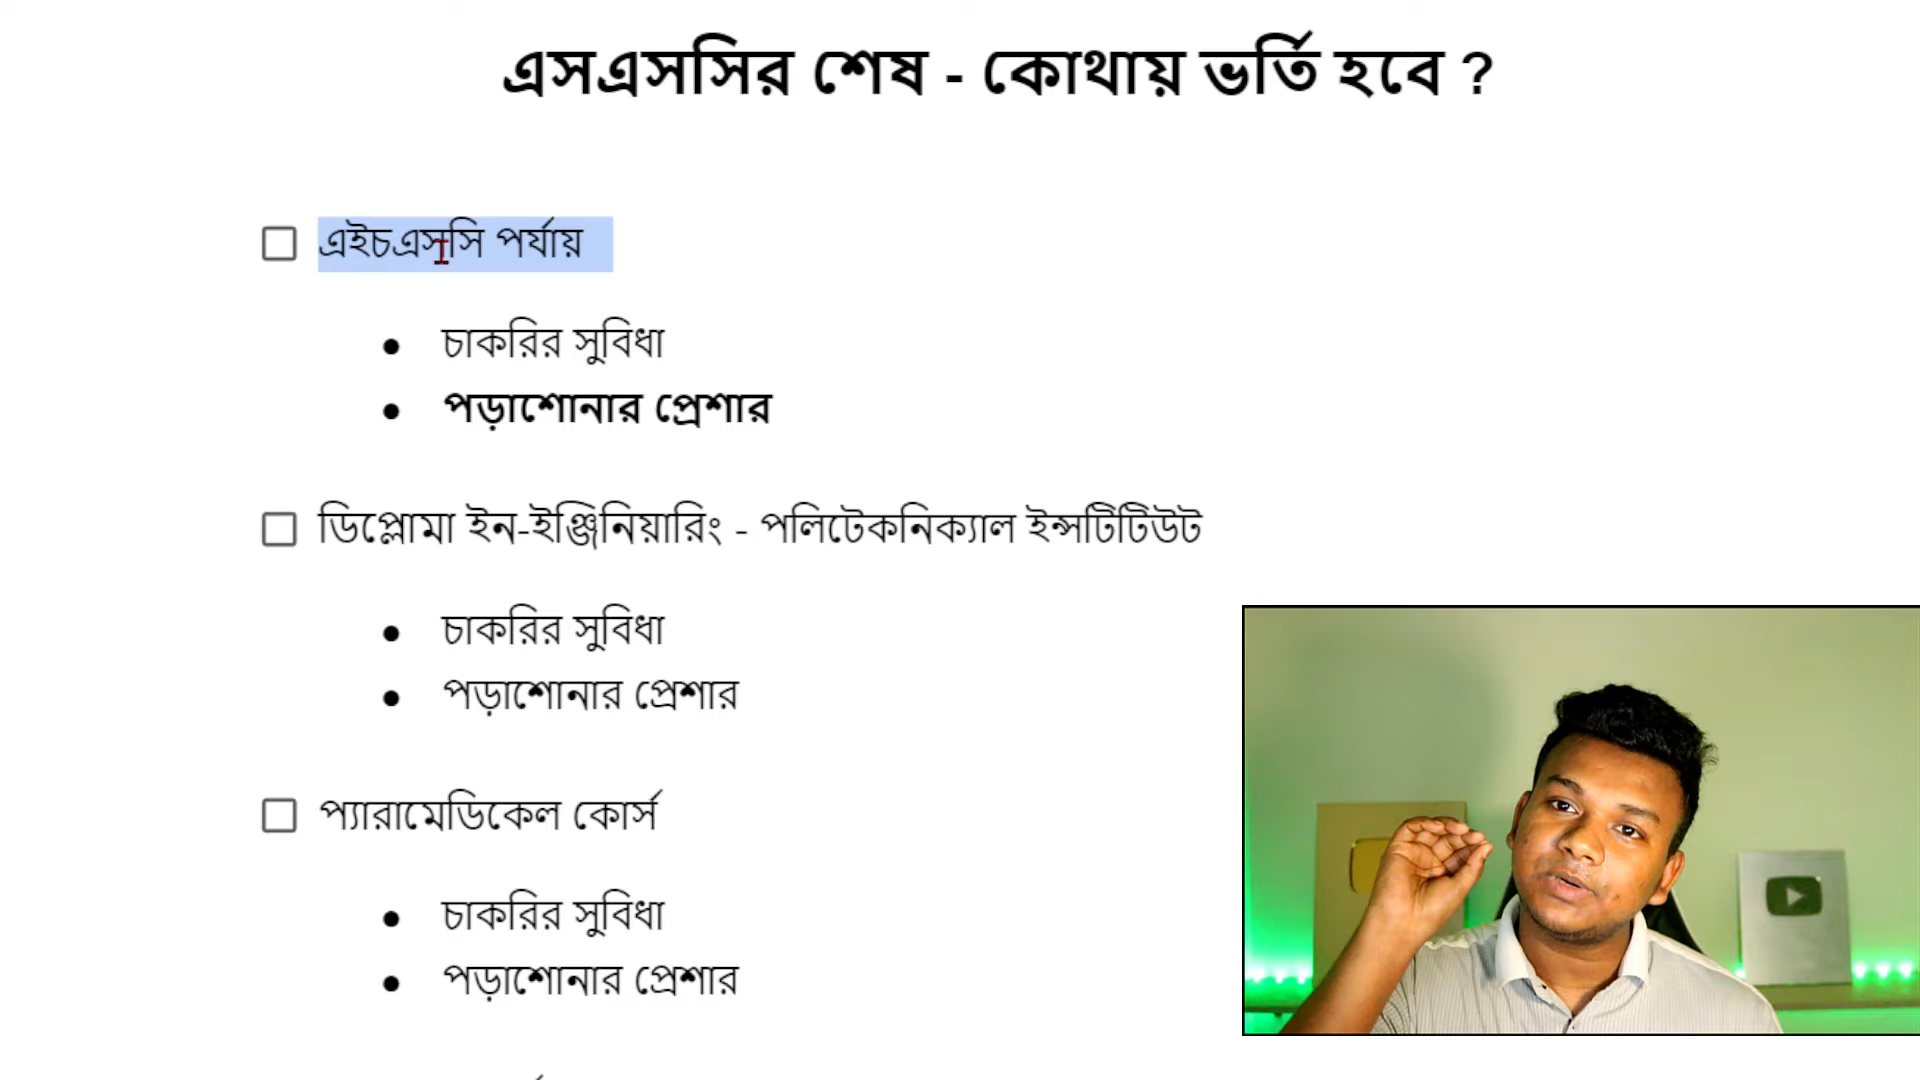 এসএসসির শেষ - কোথায় ভর্তি হবে ?
এইচএসসি পর্যায়
চাকরির সুবিধা
পড়াশোনার প্রেশার
ডিপ্লোমা ইন-ইঞ্জিনিয়ারিং - পলিটেকনিক্যাল ইন্সটিটিউট
চাকরির সুবিধা
পড়াশোনার প্রেশার
প্যারামেডিকেল কোর্স
চাকরির সুবিধা
পড়াশোনার প্রেশার